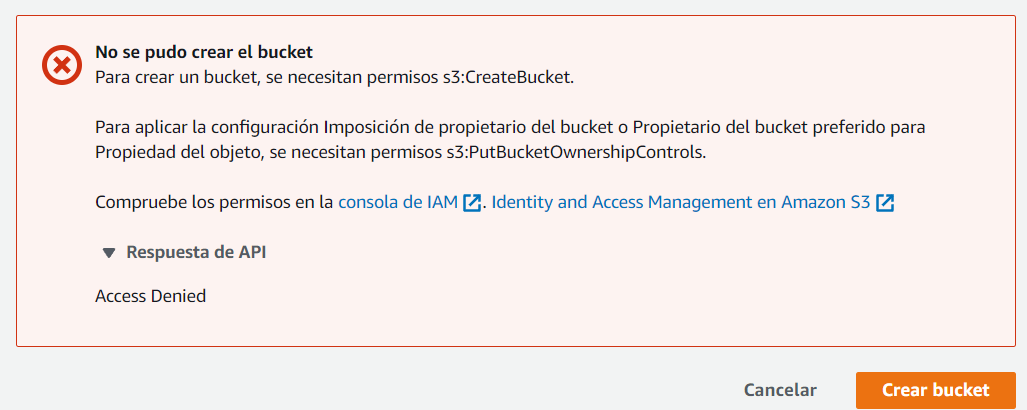 No se pudo crear el bucket
Para crear un bucket, se necesitan permisos s3:CreateBucket.
Para aplicar la configuración Imposición de propietario del bucket o Propietario del bucket preferido para
Propiedad del objeto, se necesitan permisos s3:PutBucketOwnershipControls.
Compruebe los permisos en la consola de IAM. Identity and Access Management en Amazon S3
Respuesta de API
Access Denied
Cancelar Crear bucket